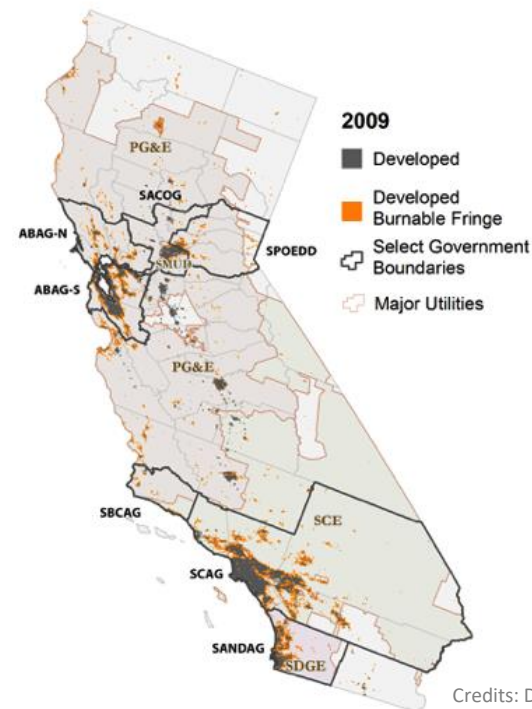 2009
Developed
Developed
Burnable Fringe
Select Government
Boundaries
Major Utilities
PG&E
SACOG
ABAG-N
SMUD
SPOEDD
ABAG-S
PG&E
SBCAG
SCE
SCAG
SANDAG
SDGE
Credits: D